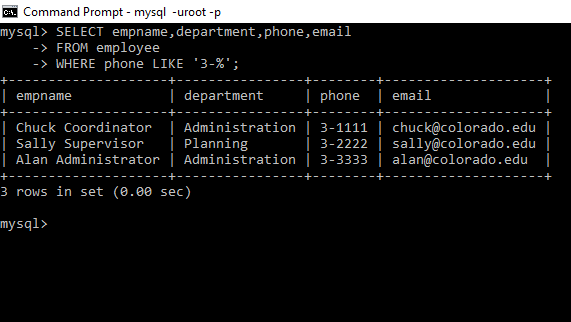 Command Prompt - mysql  -uroot -p
mysql> SELECT empname,department,phone,email
    -> FROM employee
    -> WHERE phone LIKE '3-%';
+--------------------+----------------+--------+--------------------+
| empname            | department     | phone  | email              |
+--------------------+----------------+--------+--------------------+
| Chuck Coordinator  | Administration | 3-1111 | chuck@colorado.edu |
| Sally Supervisor   | Planning       | 3-2222 | sally@colorado.edu |
| Alan Administrator | Administration | 3-3333 | alan@colorado.edu  |
+--------------------+----------------+--------+--------------------+
3 rows in set (0.00 sec)
mysql>